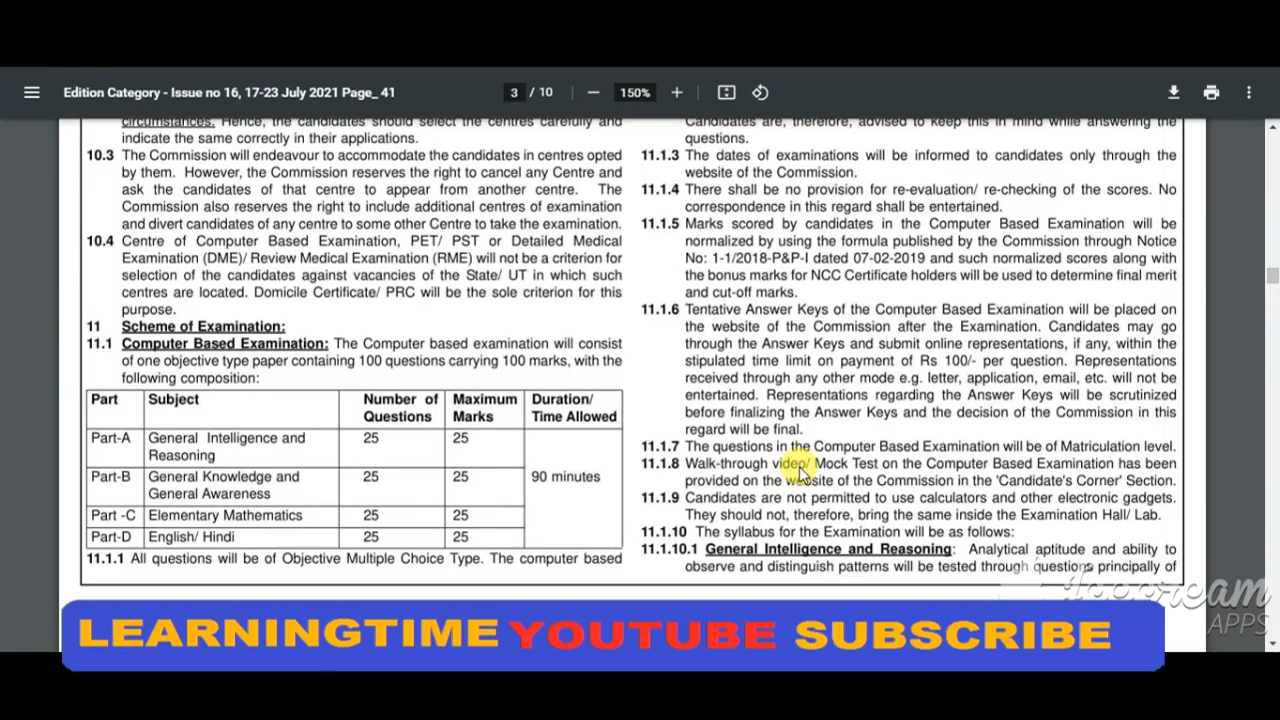 Edition Category - Issue no 16, 17-23 July 2021 Page_ 41
3 / 10
150%
circumstances. Hence, the candidates should select the centres carefully and
indicate the same correctly in their applications.
10.3 The Commission will endeavour to accommodate the candidates in centres opted
by them. However, the Commission reserves the right to cancel any Centre and
ask the candidates of that centre to appear from another centre. The
Commission also reserves the right to include additional centres of examination
and divert candidates of any centre to some other Centre to take the examination.
10.4 Centre of Computer Based Examination, PET/ PST or Detailed Medical
Examination (DME)/ Review Medical Examination (RME) will not be a criterion for
selection of the candidates against vacancies of the State/ UT in which such
centres are located. Domicile Certificate/ PRC will be the sole criterion for this
purpose.
11 Scheme of Examination:
11.1 Computer Based Examination: The Computer based examination will consist
of one objective type paper containing 100 questions carrying 100 marks, with the
following composition:
Part Subject Number of Questions Maximum Marks Duration/ Time Allowed
Part-A General Intelligence and Reasoning 25 25
Part-B General Knowledge and General Awareness 25 25 90 minutes
Part -C Elementary Mathematics 25 25
Part-D English/ Hindi 25 25
11.1.1 All questions will be of Objective Multiple Choice Type. The computer based
Candidates are, therefore, advised to keep this in mind while answering the
questions.
11.1.3 The dates of examinations will be informed to candidates only through the
website of the Commission.
11.1.4 There shall be no provision for re-evaluation/ re-checking of the scores. No
correspondence in this regard shall be entertained.
11.1.5 Marks scored by candidates in the Computer Based Examination will be
normalized by using the formula published by the Commission through Notice
No: 1-1/2018-P&P-I dated 07-02-2019 and such normalized scores along with
the bonus marks for NCC Certificate holders will be used to determine final merit
and cut-off marks.
11.1.6 Tentative Answer Keys of the Computer Based Examination will be placed on
the website of the Commission after the Examination. Candidates may go
through the Answer Keys and submit online representations, if any, within the
stipulated time limit on payment of Rs 100/- per question. Representations
received through any other mode e.g. letter, application, email, etc. will not be
entertained. Representations regarding the Answer Keys will be scrutinized
before finalizing the Answer Keys and the decision of the Commission in this
regard will be final.
11.1.7 The questions in the Computer Based Examination will be of Matriculation level.
11.1.8 Walk-through video/ Mock Test on the Computer Based Examination has been
provided on the website of the Commission in the 'Candidate's Corner' Section.
11.1.9 Candidates are not permitted to use calculators and other electronic gadgets.
They should not, therefore, bring the same inside the Examination Hall/ Lab.
11.1.10 The syllabus for the Examination will be as follows:
11.1.10.1 General Intelligence and Reasoning: Analytical aptitude and ability to
observe and distinguish patterns will be tested through questions principally of
Icecream
APPS
LEARNINGTIME YOUTUBE SUBSCRIBE